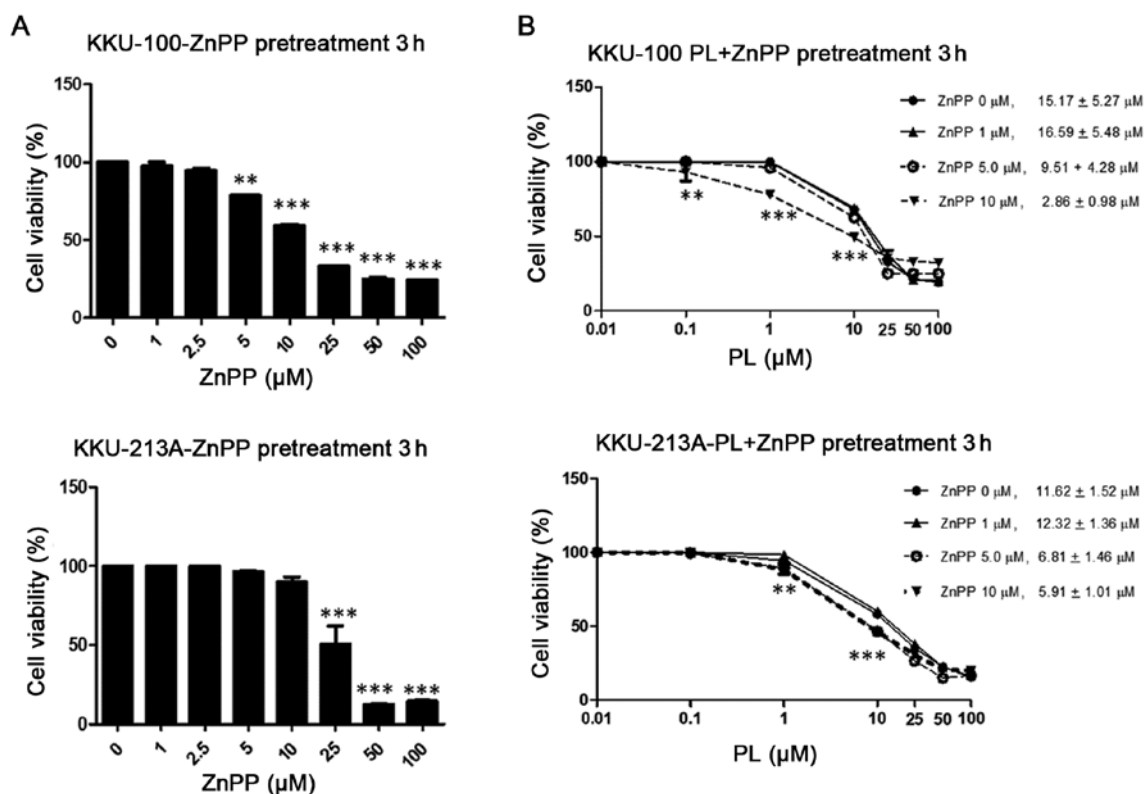 A
KKU-100-ZnPP pretreatment 3 h
Cell viability (%)
150
100
50
0
** *** *** *** ***
0 1 2.5 5 10 25 50 100
ZnPP (µM)
KKU-213A-ZnPP pretreatment 3 h
Cell viability (%)
150
100
50
0
*** *** ***
0 1 2.5 5 10 25 50 100
ZnPP (µM)
B
KKU-100 PL+ZnPP pretreatment 3 h
Cell viability (%)
150
100
50
0
ZnPP 0 µM, 15.17 ± 5.27 µM
ZnPP 1 µM, 16.59 ± 5.48 µM
ZnPP 5.0 µM, 9.51 + 4.28 µM
ZnPP 10 µM, 2.86 ± 0.98 µM
** *** ***
0.01 0.1 1 10 25 50 100
PL (µM)
KKU-213A-PL+ZnPP pretreatment 3 h
Cell viability (%)
150
100
50
0
ZnPP 0 µM, 11.62 ± 1.52 µM
ZnPP 1 µM, 12.32 ± 1.36 µM
ZnPP 5.0 µM, 6.81 ± 1.46 µM
ZnPP 10 µM, 5.91 ± 1.01 µM
** ***
0.01 0.1 1 10 25 50 100
PL (µM)